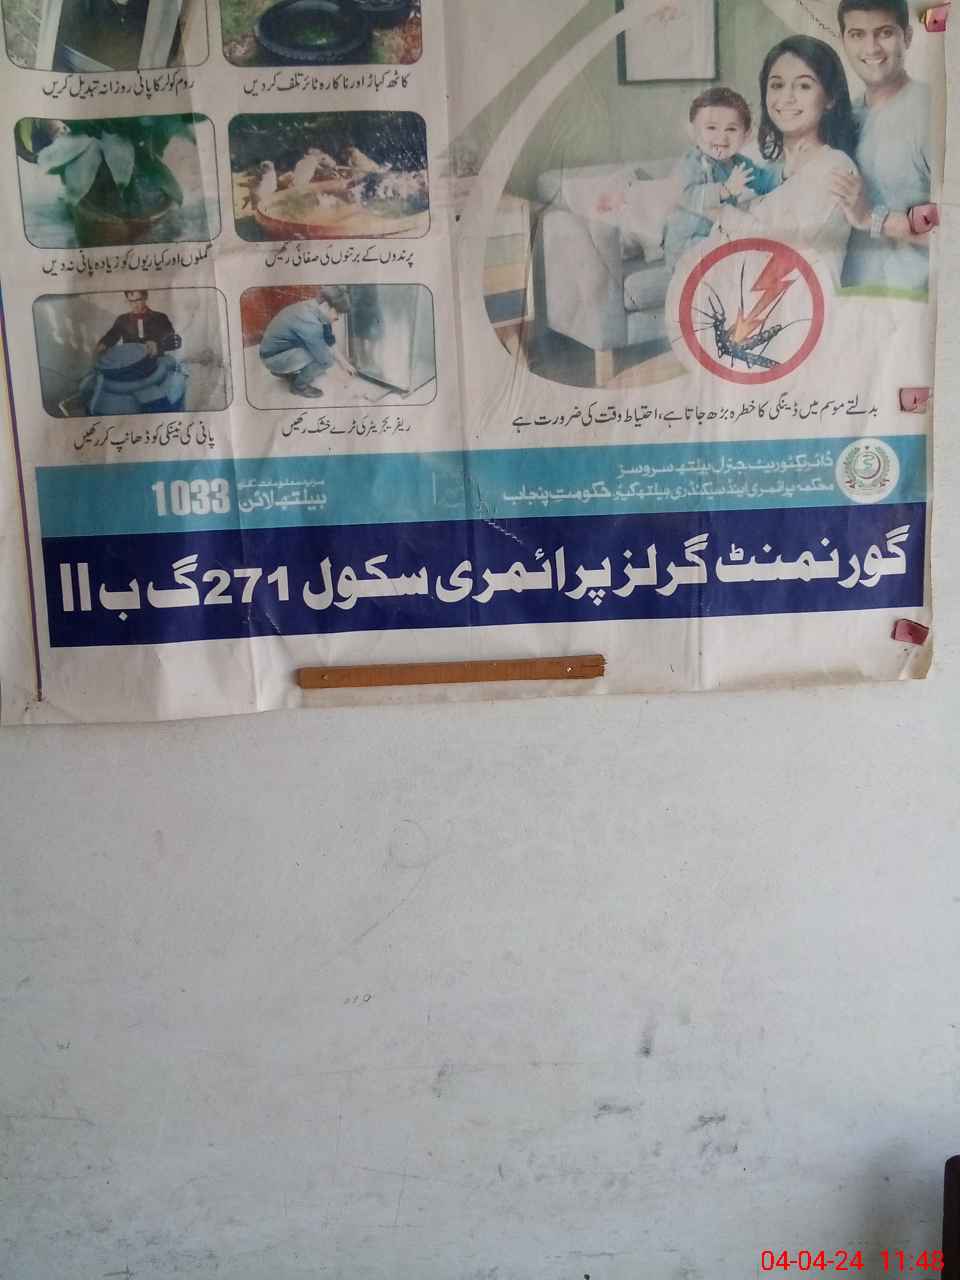 کاٹھ کباڑ اور ناکارہ ٹائر تلف کردیں
روم کولر کا پانی روزانہ تبدیل کریں
پرندوں کے برتنوں کی صفائی رکھیں
گملوں اور کیاریوں کو زیادہ پانی نہ دیں
ریفریجریٹر کی ٹرے خشک رکھیں
پانی کی ٹینکی کو ڈھانپ کر رکھیں
بدلتے موسم میں ڈینگی کا خطرہ بڑھ جاتا ہے، احتیاط وقت کی ضرورت ہے
ڈائریکٹوریٹ جنرل ہیلتھ سروسز
محکمہ پرائمری اینڈ سیکنڈری ہیلتھ کیئر حکومت پنجاب
مزید معلومات کیلئے
ہیلتھ لائن 1033
گورنمنٹ گرلز پرائمری سکول 271 گ ب II
04-04-24 11:48